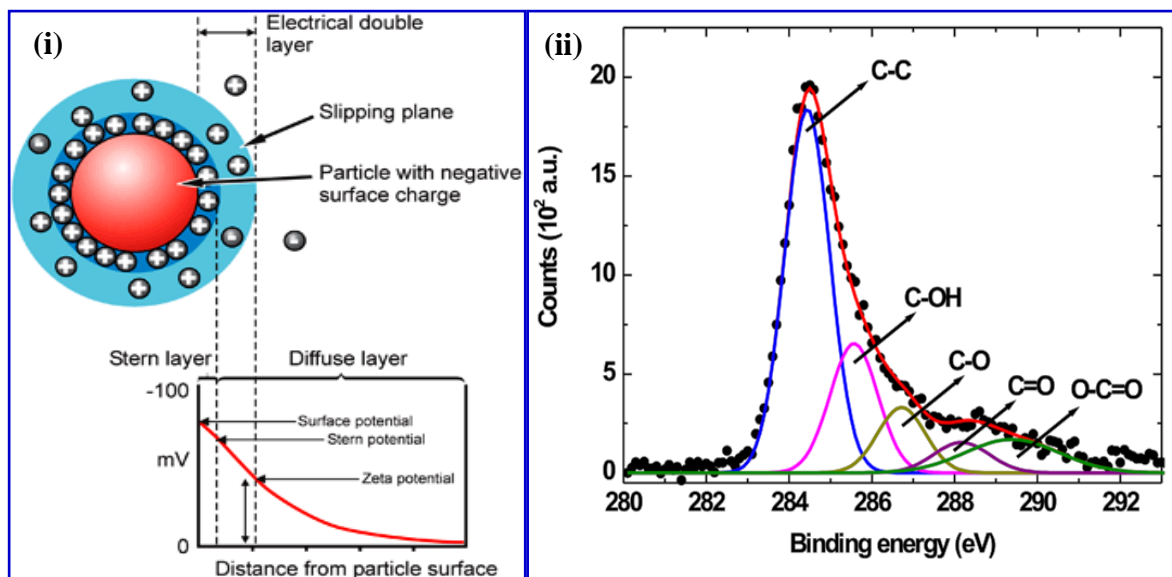 (i)
Electrical double
layer
Slipping plane
Particle with negative
surface charge
Stern layer
Diffuse layer
-100
mV
0
Surface potential
Stern potential
Zeta potential
Distance from particle surface
(ii)
C-C
C-OH
C-O
C=O
O-C=O
Counts (10² a.u.)
20
15
10
5
0
280 282 284 286 288 290 292
Binding energy (eV)